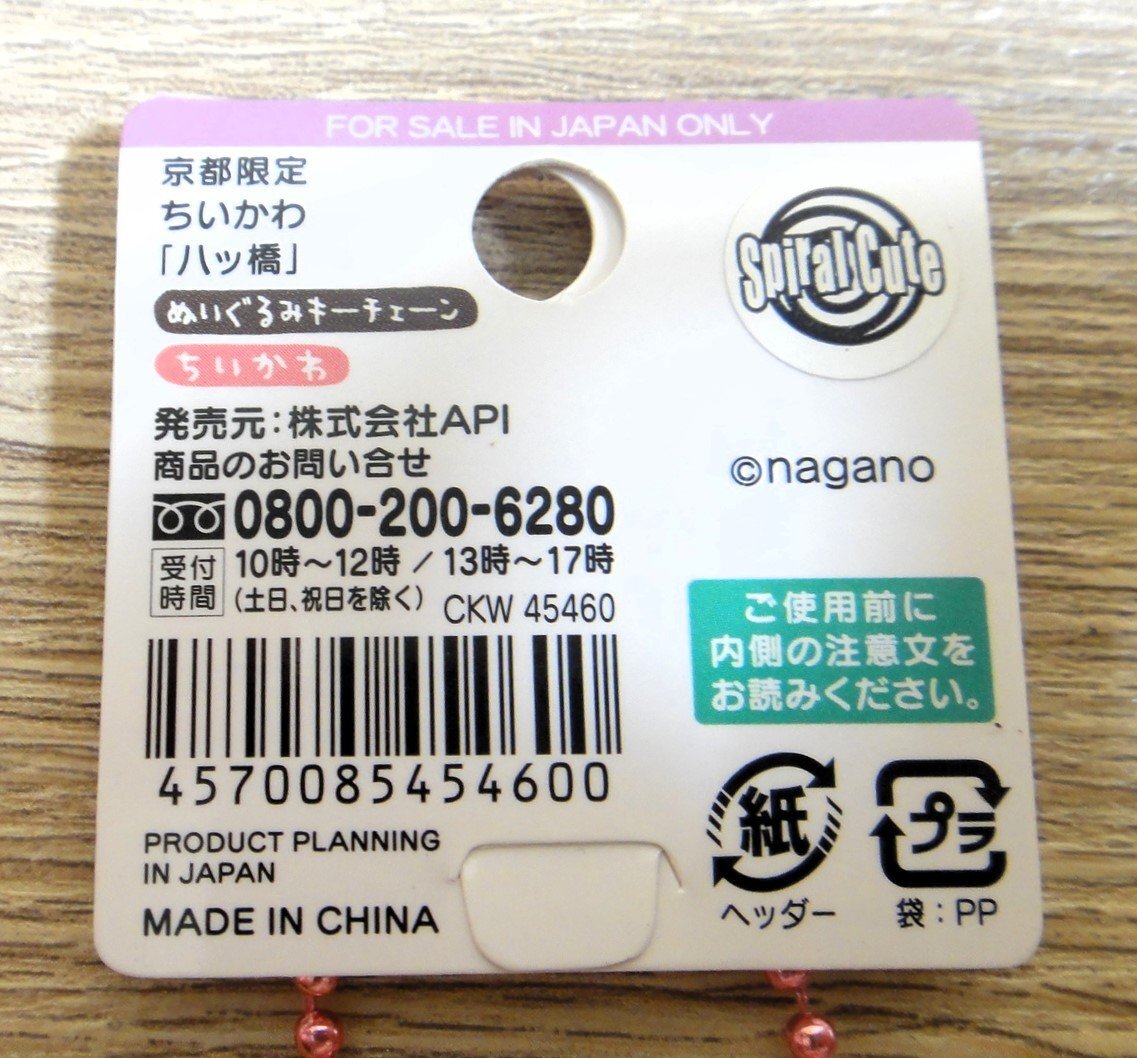 FOR SALE IN JAPAN ONLY
京都限定
ちいかわ
「八ッ橋」
ぬいぐるみキーチェーン
ちいかわ
Spiral Cute
発売元：株式会社API
商品のお問い合せ
0800-200-6280
受付時間
10時～12時 / 13時～17時
(土日、祝日を除く)
CKW 45460
4570085454600
PRODUCT PLANNING
IN JAPAN
MADE IN CHINA
©nagano
ご使用前に
内側の注意文を
お読みください。
紙
ヘッダー
プラ
袋：PP